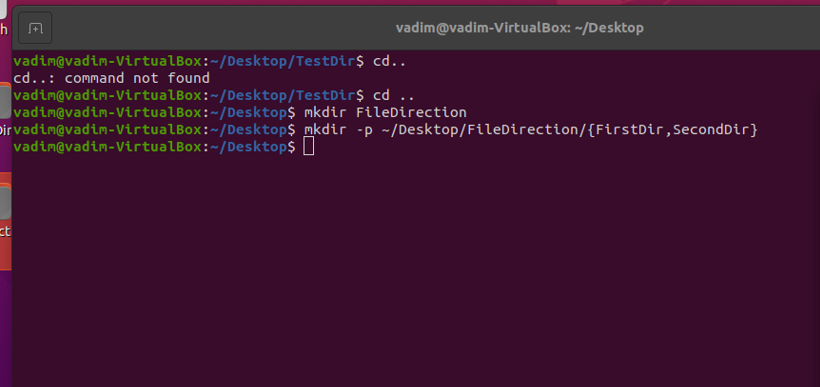 vadim@vadim-VirtualBox: ~/Desktop
h
vadim@vadim-VirtualBox:~/Desktop/TestDir$ cd..
cd..: command not found
vadim@vadim-VirtualBox:~/Desktop/TestDir$ cd ..
vadim@vadim-VirtualBox:~/Desktop$ mkdir FileDirection
vadim@vadim-VirtualBox:~/Desktop$ mkdir -p ~/Desktop/FileDirection/{FirstDir,SecondDir}
vadim@vadim-VirtualBox:~/Desktop$
Dir
ct